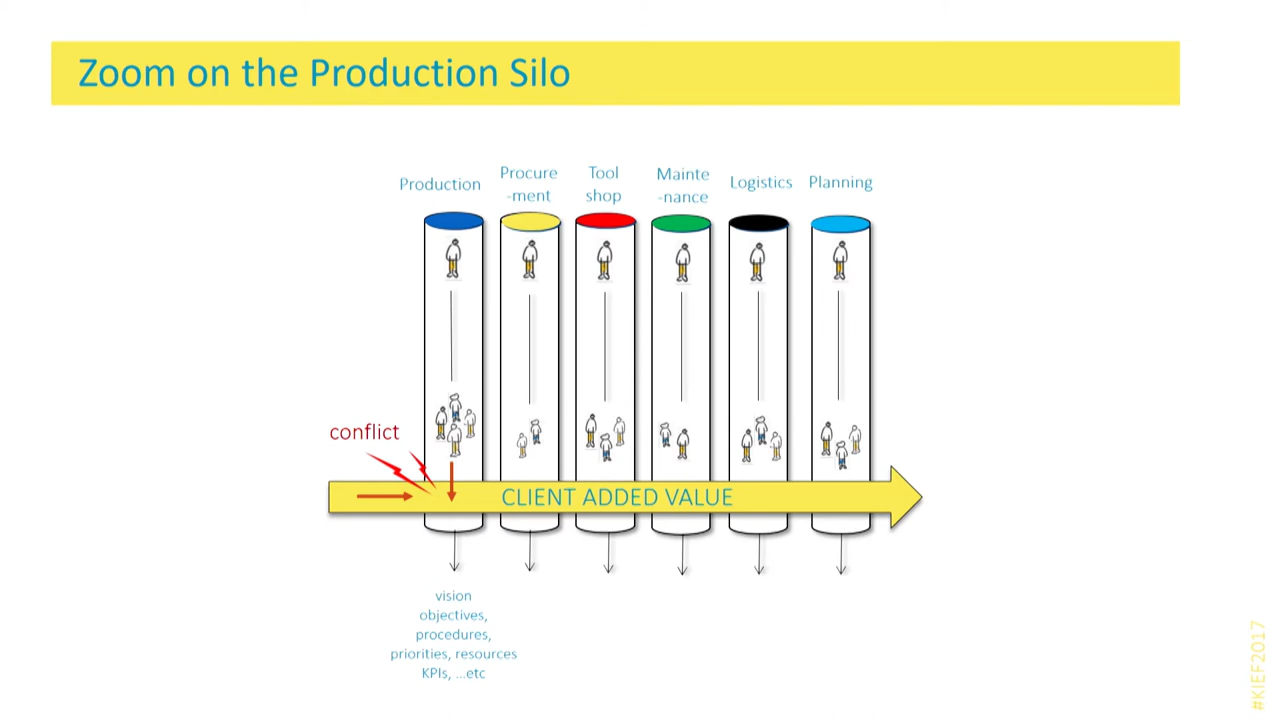 Zoom on the Production Silo
Production
Procure
-ment
Tool
shop
Mainte
-nance
Logistics
Planning
conflict
CLIENT ADDED VALUE
vision
objectives,
procedures,
priorities, resources
KPIs, ...etc
#KIEF2017